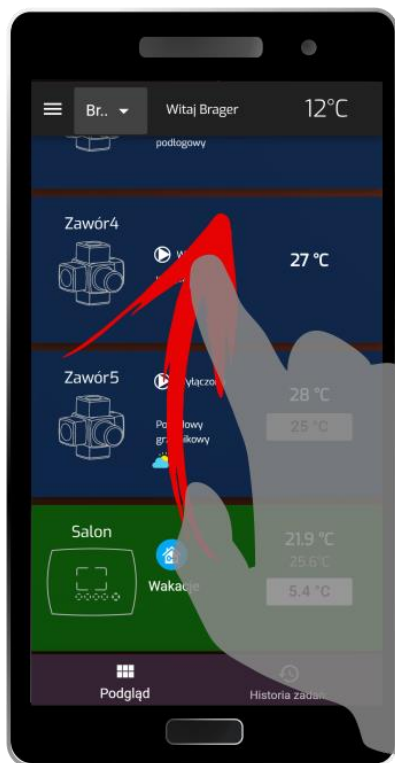 Br..
Witaj Brager
12°C
podłogowy
Zawór4
27 °C
Zawór5
28 °C
25 °C
Salon
21.9 °C
25.6°C
Wakacje
5.4 °C
Podgląd
Historia zadań